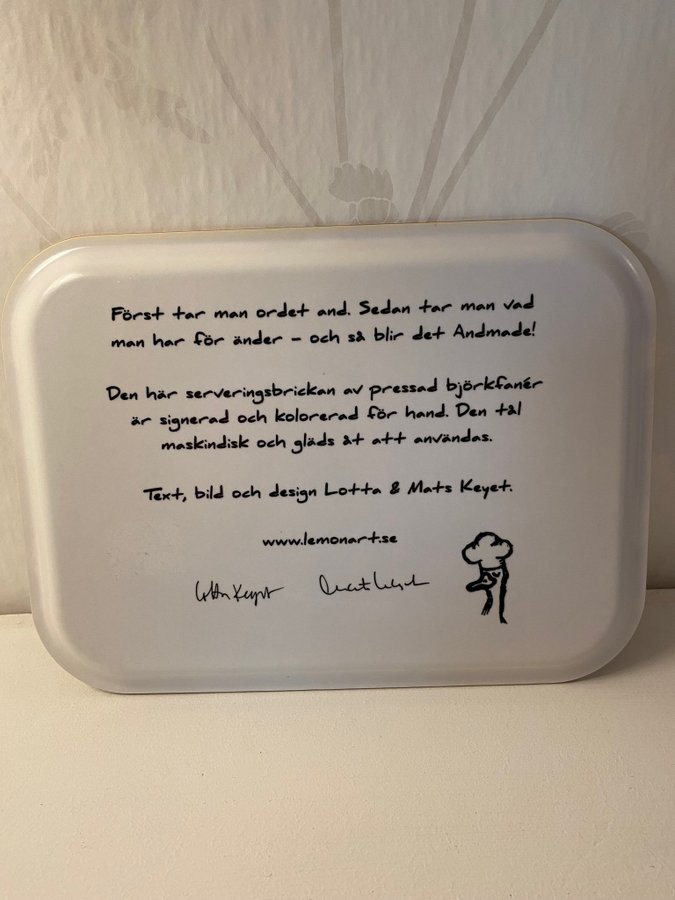 Först tar man ordet and. Sedan tar man vad
man har för änder - och så blir det Andmade!
Den här serveringsbrickan av pressad björkfanér
är signerad och kolorerad för hand. Den tål
maskindisk och gläds åt att användas.
Text, bild och design Lotta & Mats Keyet.
www.lemonart.se
Lotta Keyet